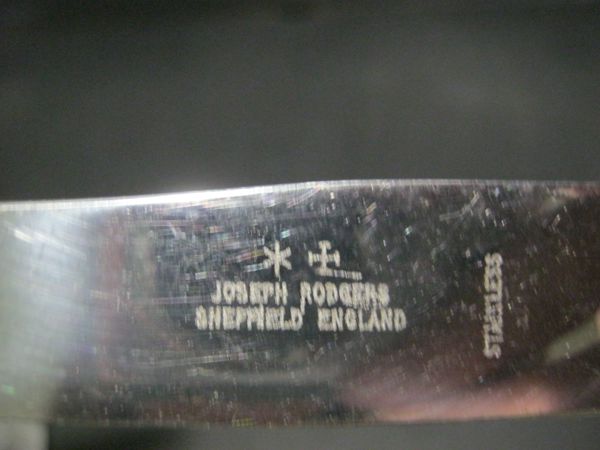 JOSEPH RODGERS
SHEFFIELD ENGLAND
STAINLESS